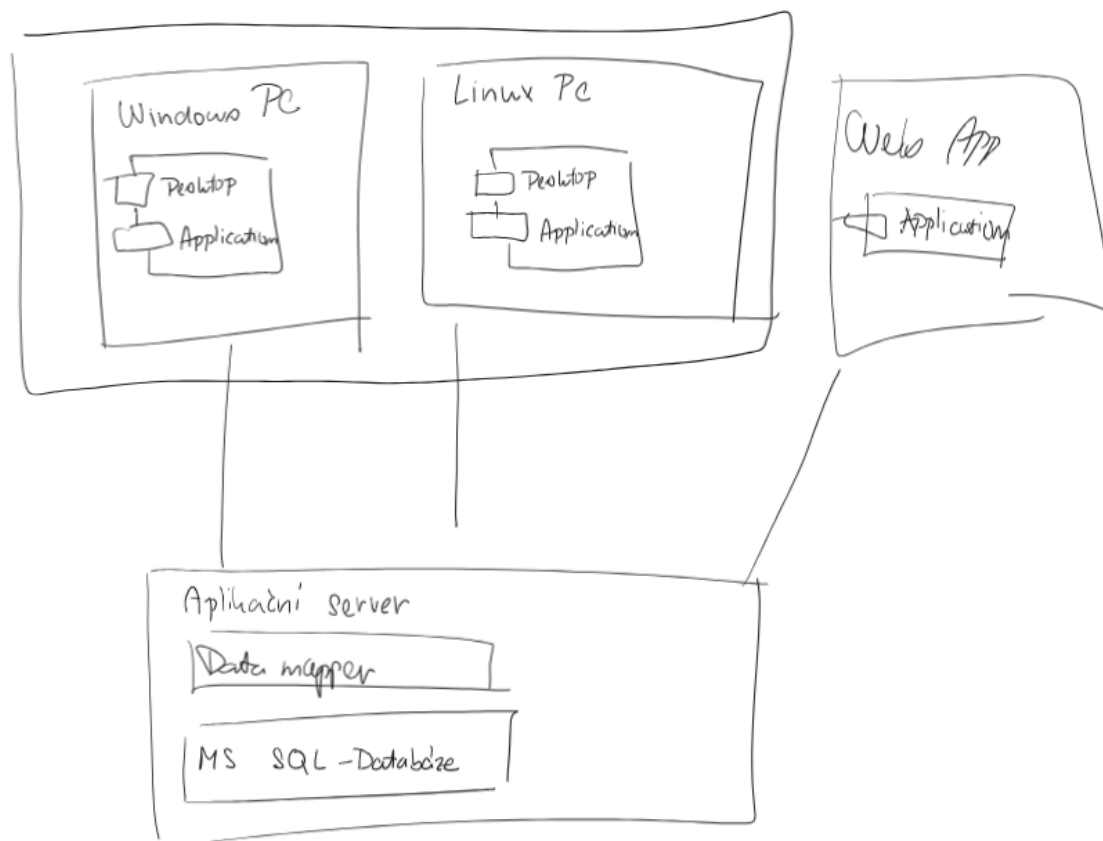 Windows PC
Desktop
Application
Linux PC
Desktop
Application
Web App
Application
Aplikační server
Data mapper
MS SQL - Databáze